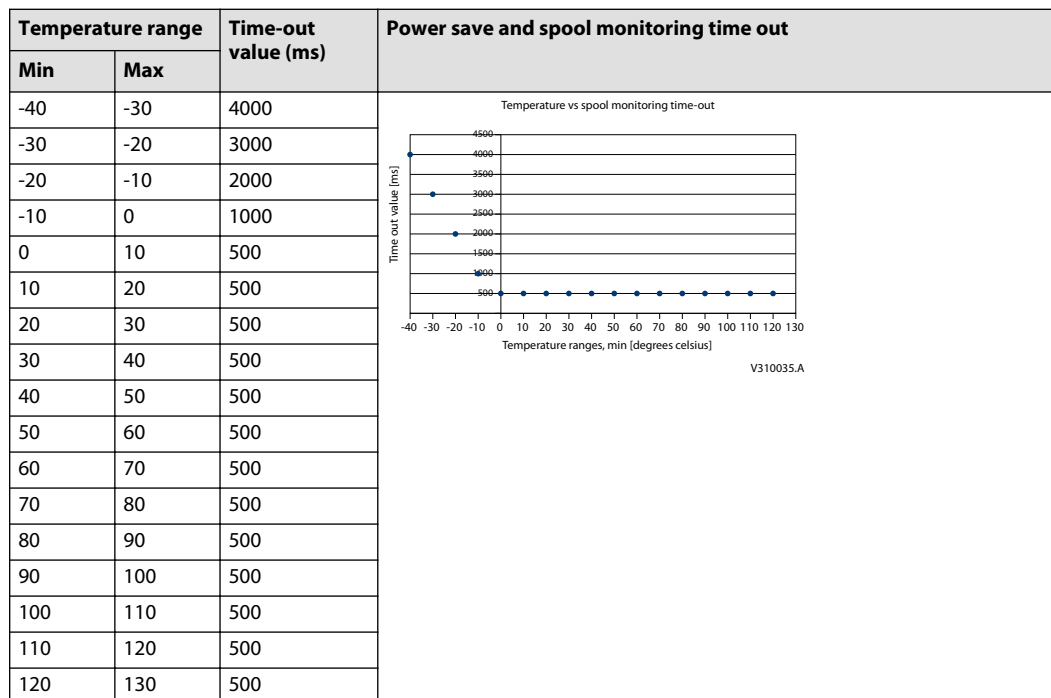 Temperature range Time-out value (ms) Power save and spool monitoring time out
Min Max
-40 -30 4000
-30 -20 3000
-20 -10 2000
-10 0 1000
0 10 500
10 20 500
20 30 500
30 40 500
40 50 500
50 60 500
60 70 500
70 80 500
80 90 500
90 100 500
100 110 500
110 120 500
120 130 500
Temperature vs spool monitoring time-out
Time out value [ms]
4500
4000
3500
3000
2500
2000
1500
1000
500
-40 -30 -20 -10 0 10 20 30 40 50 60 70 80 90 100 110 120 130
Temperature ranges, min [degrees celsius]
V310035.A